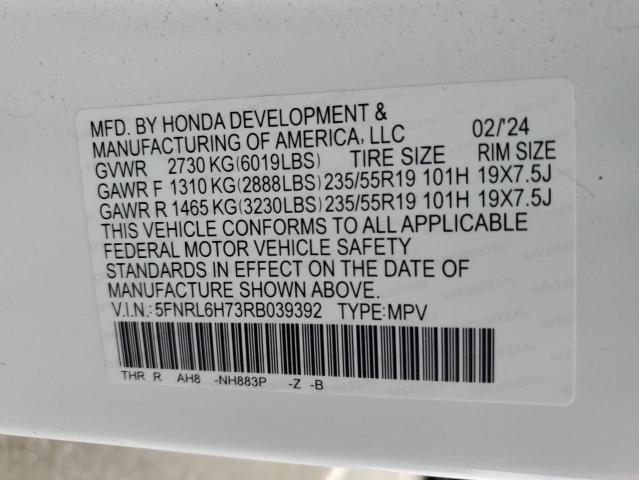 MFD. BY HONDA DEVELOPMENT &
MANUFACTURING OF AMERICA, LLC 02/'24
GVWR 2730 KG(6019LBS) TIRE SIZE RIM SIZE
GAWR F 1310 KG(2888LBS) 235/55R19 101H 19X7.5J
GAWR R 1465 KG(3230LBS) 235/55R19 101H 19X7.5J
THIS VEHICLE CONFORMS TO ALL APPLICABLE
FEDERAL MOTOR VEHICLE SAFETY
STANDARDS IN EFFECT ON THE DATE OF
MANUFACTURE SHOWN ABOVE.
V.I.N.: 5FNRL6H73RB039392 TYPE:MPV
THR R AH8 -NH883P -Z -B